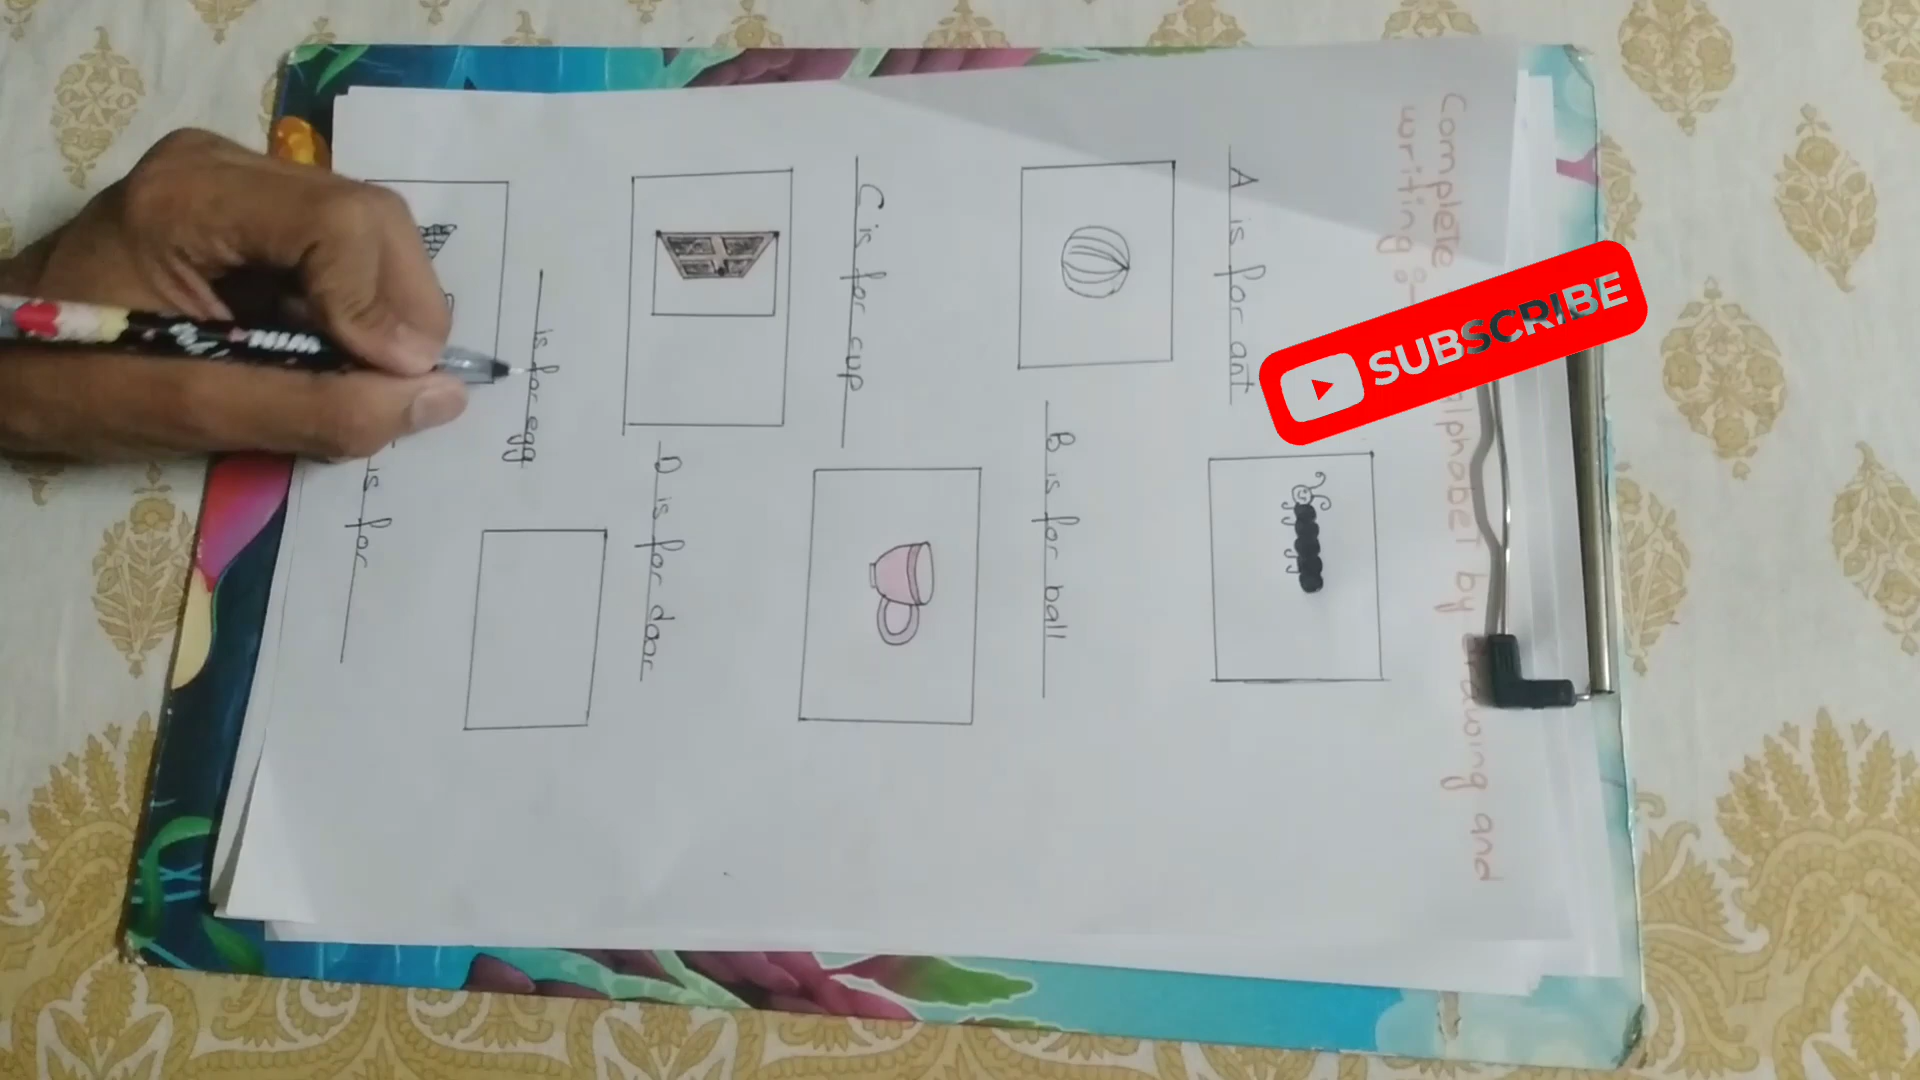 Complete alphabet by drawing and
writing :-
SUBSCRIBE
A is for ant
B is for ball
C is for cup
D is for door
is for egg
is for